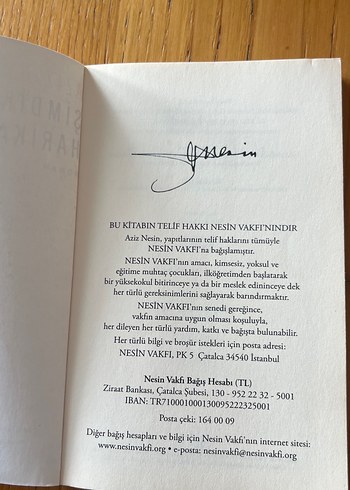 Nesin
BU KİTABIN TELİF HAKKI NESİN VAKFI'NINDIR
Aziz Nesin, yapıtlarının telif haklarını tümüyle
NESİN VAKFI'na bağışlamıştır.
NESİN VAKFI'nın amacı, kimsesiz, yoksul ve
eğitime muhtaç çocukları, ilköğretimden başlatarak
bir yüksekokul bitirinceye ya da bir meslek edininceye dek
her türlü gereksinimlerini sağlayarak barındırmaktır.
NESİN VAKFI'nın senedi gereğince,
vakfın amacına uygun olması koşuluyla,
her dileyen her türlü yardım, katkı ve bağışta bulunabilir.
Her türlü bilgi ve broşür istekleri için posta adresi:
NESİN VAKFI, PK 5 Çatalca 34540 İstanbul
Nesin Vakfı Bağış Hesabı (TL)
Ziraat Bankası, Çatalca Şubesi, 130 - 952 22 32 - 5001
IBAN: TR710001000130095222325001
Posta çeki: 164 00 09
Diğer bağış hesapları ve bilgi için Nesin Vakfı'nın internet sitesi:
www.nesinvakfi.org • e-posta: nesinvakfi@nesinvakfi.org